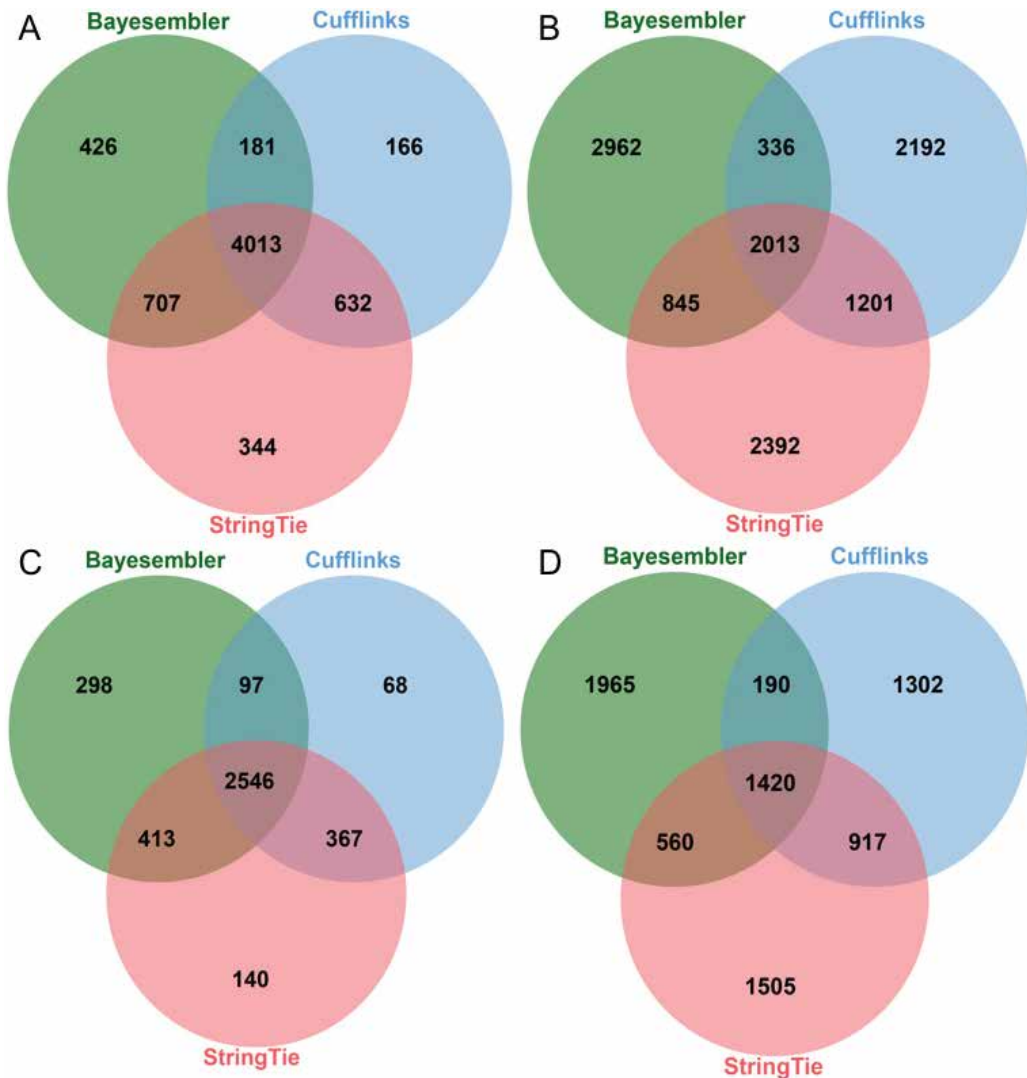 A
Bayesembler
Cufflinks
426
181
166
4013
707
632
344
StringTie
B
Bayesembler
Cufflinks
2962
336
2192
2013
845
1201
2392
StringTie
C
Bayesembler
Cufflinks
298
97
68
2546
413
367
140
StringTie
D
Bayesembler
Cufflinks
1965
190
1302
1420
560
917
1505
StringTie